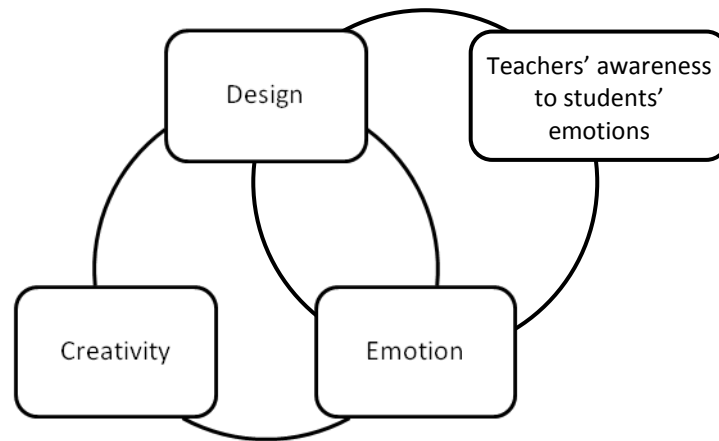 Design
Teachers’ awareness
to students’
emotions
Creativity
Emotion